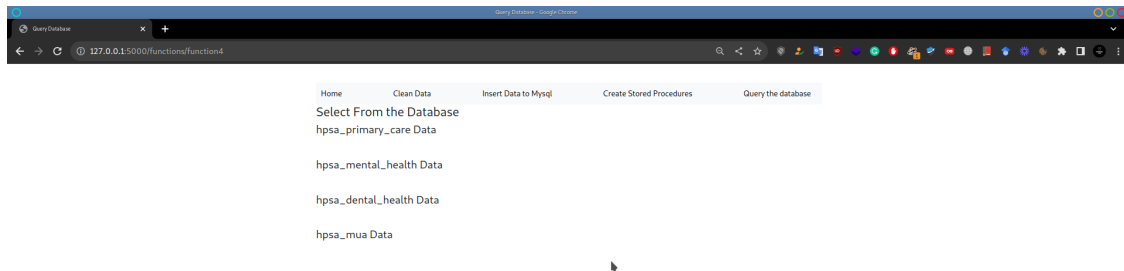 Query Database - Google Chrome
Query Database
127.0.0.1:5000/functions/function4
Home Clean Data Insert Data to Mysql Create Stored Procedures Query the database
Select From the Database
hpsa_primary_care Data
hpsa_mental_health Data
hpsa_dental_health Data
hpsa_mua Data